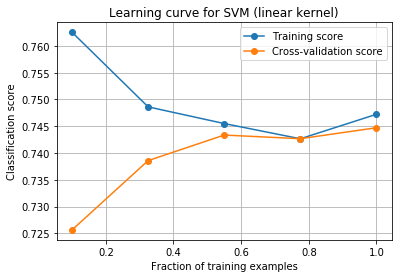 Learning curve for SVM (linear kernel)
Training score
Cross-validation score
0.760
0.755
0.750
0.745
0.740
0.735
0.730
0.725
Classification score
0.2 0.4 0.6 0.8 1.0
Fraction of training examples